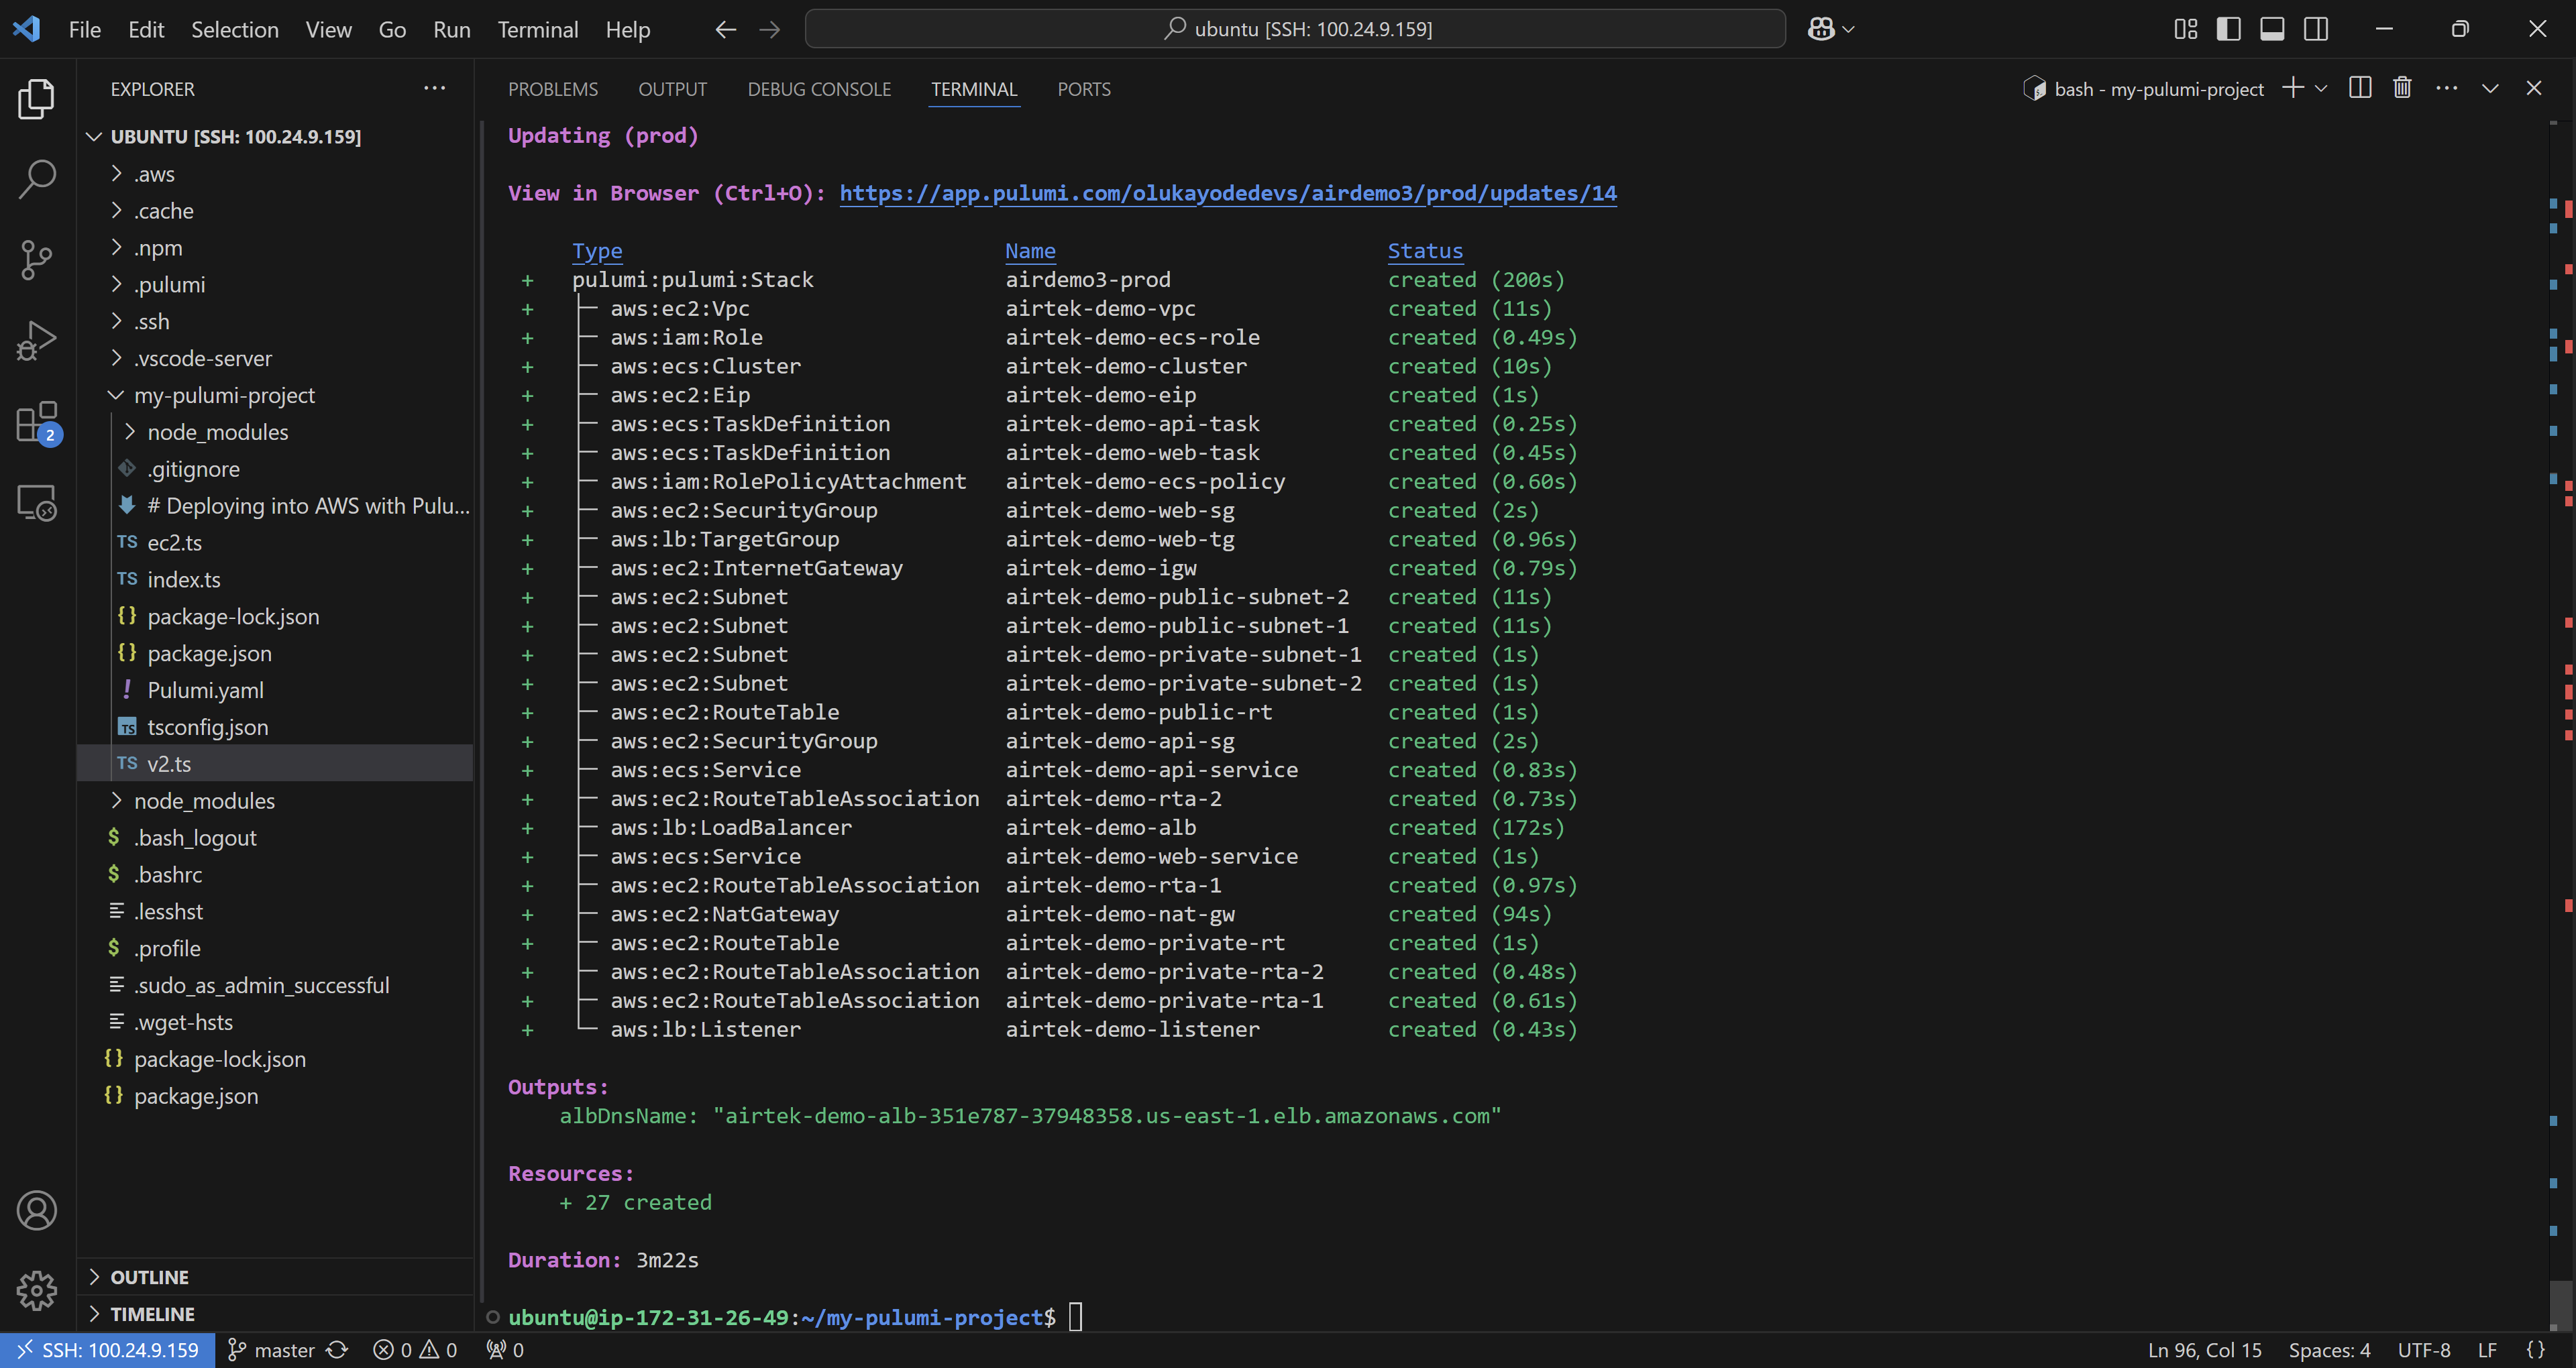 File Edit Selection View Go Run Terminal Help
ubuntu [SSH: 100.24.9.159]
EXPLORER
UBUNTU [SSH: 100.24.9.159]
.aws
.cache
.npm
.pulumi
.ssh
.vscode-server
my-pulumi-project
node_modules
.gitignore
# Deploying into AWS with Pulu...
TS ec2.ts
TS index.ts
{} package-lock.json
{} package.json
! Pulumi.yaml
TS tsconfig.json
TS v2.ts
node_modules
$ .bash_logout
$ .bashrc
.lesshst
$ .profile
.sudo_as_admin_successful
.wget-hsts
{} package-lock.json
{} package.json
OUTLINE
TIMELINE
2
PROBLEMS OUTPUT DEBUG CONSOLE TERMINAL PORTS
bash - my-pulumi-project
Updating (prod)
View in Browser (Ctrl+O): https://app.pulumi.com/olukayodedevs/airdemo3/prod/updates/14
Type Name Status
+ pulumi:pulumi:Stack airdemo3-prod created (200s)
+ aws:ec2:Vpc airtek-demo-vpc created (11s)
+ aws:iam:Role airtek-demo-ecs-role created (0.49s)
+ aws:ecs:Cluster airtek-demo-cluster created (10s)
+ aws:ec2:Eip airtek-demo-eip created (1s)
+ aws:ecs:TaskDefinition airtek-demo-api-task created (0.25s)
+ aws:ecs:TaskDefinition airtek-demo-web-task created (0.45s)
+ aws:iam:RolePolicyAttachment airtek-demo-ecs-policy created (0.60s)
+ aws:ec2:SecurityGroup airtek-demo-web-sg created (2s)
+ aws:lb:TargetGroup airtek-demo-web-tg created (0.96s)
+ aws:ec2:InternetGateway airtek-demo-igw created (0.79s)
+ aws:ec2:Subnet airtek-demo-public-subnet-2 created (11s)
+ aws:ec2:Subnet airtek-demo-public-subnet-1 created (11s)
+ aws:ec2:Subnet airtek-demo-private-subnet-1 created (1s)
+ aws:ec2:Subnet airtek-demo-private-subnet-2 created (1s)
+ aws:ec2:RouteTable airtek-demo-public-rt created (1s)
+ aws:ec2:SecurityGroup airtek-demo-api-sg created (2s)
+ aws:ecs:Service airtek-demo-api-service created (0.83s)
+ aws:ec2:RouteTableAssociation airtek-demo-rta-2 created (0.73s)
+ aws:lb:LoadBalancer airtek-demo-alb created (172s)
+ aws:ecs:Service airtek-demo-web-service created (1s)
+ aws:ec2:RouteTableAssociation airtek-demo-rta-1 created (0.97s)
+ aws:ec2:NatGateway airtek-demo-nat-gw created (94s)
+ aws:ec2:RouteTable airtek-demo-private-rt created (1s)
+ aws:ec2:RouteTableAssociation airtek-demo-private-rta-2 created (0.48s)
+ aws:ec2:RouteTableAssociation airtek-demo-private-rta-1 created (0.61s)
+ aws:lb:Listener airtek-demo-listener created (0.43s)
Outputs:
albDnsName: "airtek-demo-alb-351e787-37948358.us-east-1.elb.amazonaws.com"
Resources:
+ 27 created
Duration: 3m22s
ubuntu@ip-172-31-26-49:~/my-pulumi-project$
SSH: 100.24.9.159 master 0 0 0 Ln 96, Col 15 Spaces: 4 UTF-8 LF {}